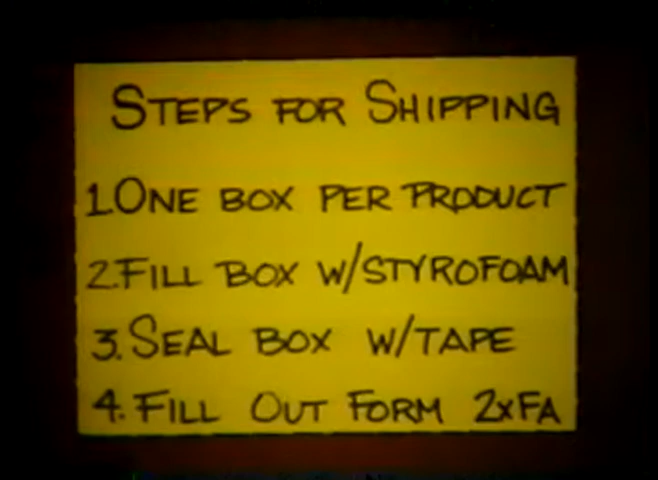 STEPS FOR SHIPPING
1. ONE BOX PER PRODUCT
2. FILL BOX W/STYROFOAM
3. SEAL BOX W/TAPE
4. FILL OUT FORM 2XFA